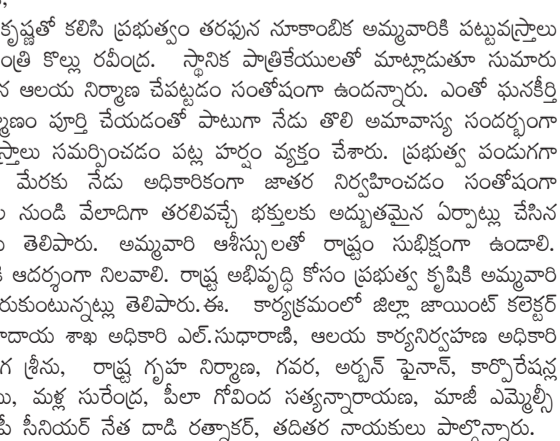 కృష్ణతో కలిసి ప్రభుత్వం తరఫున నూకాంబిక అమ్మవారికి పట్టువస్త్రాలు
మంత్రి కొల్లు రవీంద్ర. స్థానిక పాత్రికేయులతో మాట్లాడుతూ సుమారు
ఆలయ నిర్మాణ చేపట్టడం సంతోషంగా ఉందన్నారు. ఎంతో ఘనకీర్తి
పూర్తి చేయడంతో పాటుగా నేడు తొలి అమావాస్య సందర్భంగా
సమర్పించడం పట్ల హర్షం వ్యక్తం చేశారు. ప్రభుత్వ పండుగగా
మేరకు నేడు అధికారికంగా జాతర నిర్వహించడం సంతోషంగా
నుండి వేలాదిగా తరలివచ్చే భక్తులకు అద్భుతమైన ఏర్పాట్లు చేసిన
తెలిపారు. అమ్మవారి ఆశీస్సులతో రాష్ట్రం సుభిక్షంగా ఉండాలి.
ఆదర్శంగా నిలవాలి. రాష్ట్ర అభివృద్ధి కోసం ప్రభుత్వ కృషికి అమ్మవారి
రుకుంటున్నట్లు తెలిపారు.ఈ. కార్యక్రమంలో జిల్లా జాయింట్ కలెక్టర్
దాయ శాఖ అధికారి ఎల్.సుధారాణి, ఆలయ కార్యనిర్వహణ అధికారి
గ శ్రీను, రాష్ట్ర గృహ నిర్మాణ, గవర, అర్బన్ ఫైనాన్, కార్పొరేషన్ల
మళ్ల సురేంద్ర, పీలా గోవింద సత్యన్నారాయణ, మాజీ ఎమ్మెల్సీ
పీ సీనియర్ నేత దాడి రత్నాకర్, తదితర నాయకులు పాల్గొన్నారు.